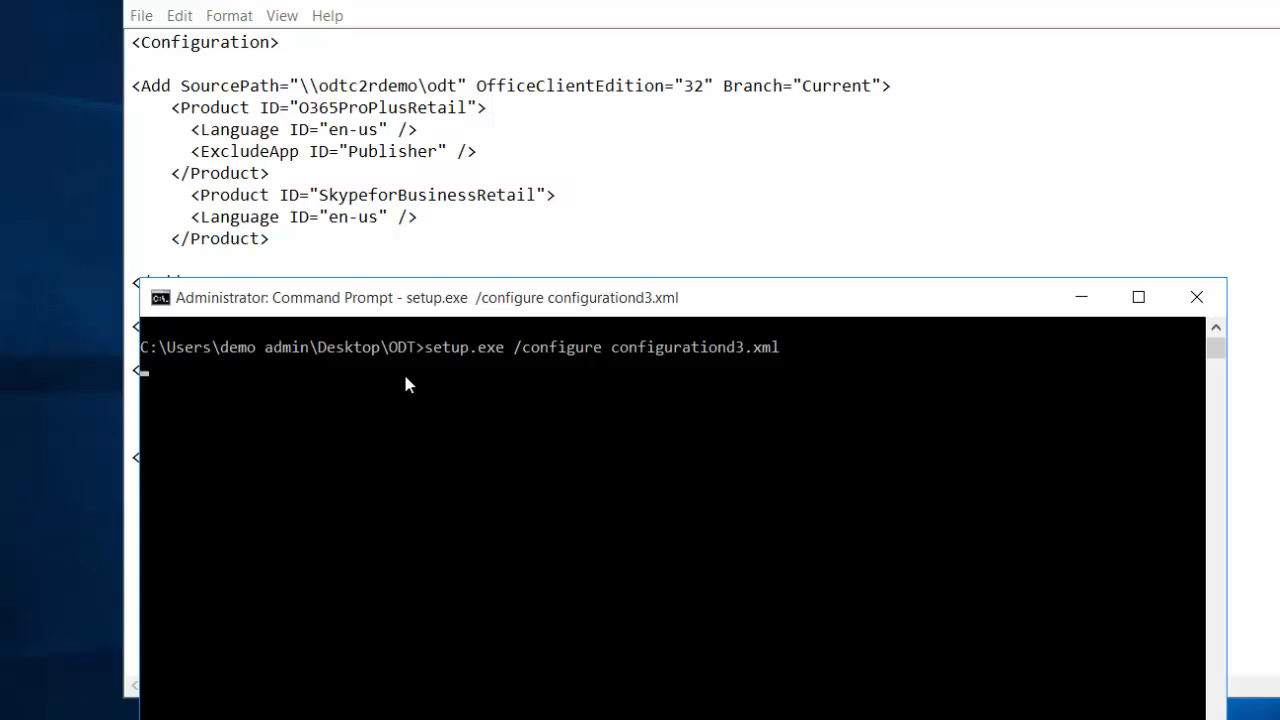 File Edit Format View Help
<Configuration>
<Add SourcePath="\\odtc2rdemo\odt" OfficeClientEdition="32" Branch="Current">
<Product ID="O365ProPlusRetail">
<Language ID="en-us" />
<ExcludeApp ID="Publisher" />
</Product>
<Product ID="SkypeforBusinessRetail">
<Language ID="en-us" />
</Product>
Administrator: Command Prompt - setup.exe /configure configurationd3.xml
C:\Users\demo admin\Desktop\ODT>setup.exe /configure configurationd3.xml